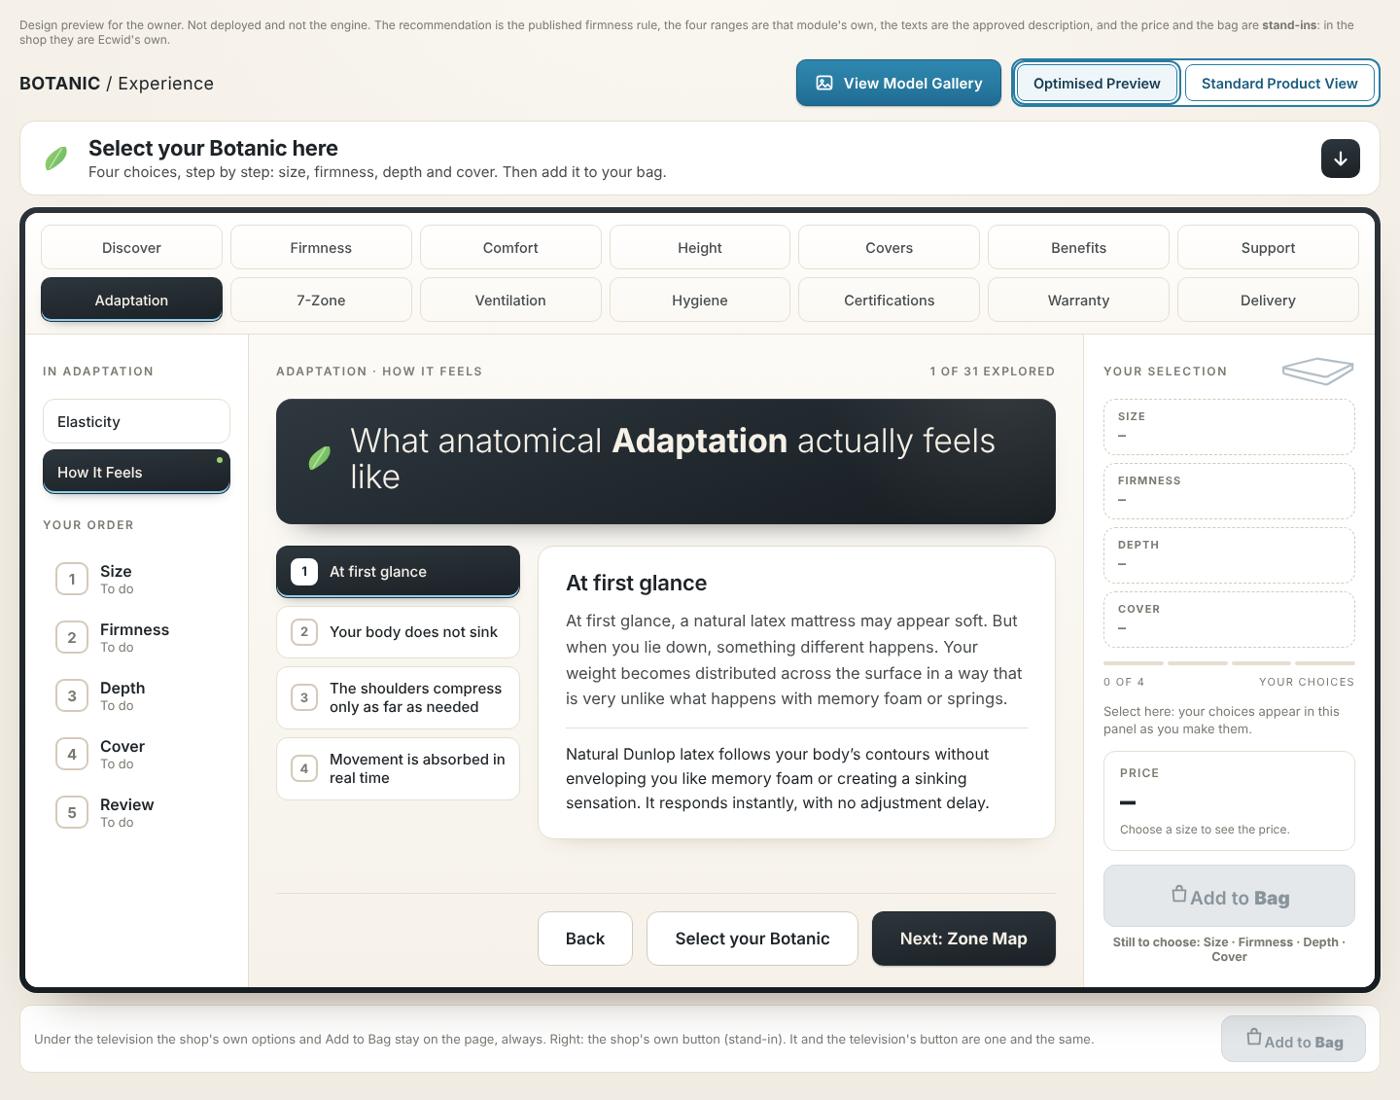 Design preview for the owner. Not deployed and not the engine. The recommendation is the published firmness rule, the four ranges are that module's own, the texts are the approved description, and the price and the bag are stand-ins: in the
shop they are Ecwid's own.
BOTANIC / Experience
View Model Gallery
Optimised Preview
Standard Product View
Select your Botanic here
Four choices, step by step: size, firmness, depth and cover. Then add it to your bag.
Discover
Firmness
Comfort
Height
Covers
Benefits
Support
Adaptation
7-Zone
Ventilation
Hygiene
Certifications
Warranty
Delivery
IN ADAPTATION
Elasticity
How It Feels
YOUR ORDER
1
Size
To do
2
Firmness
To do
3
Depth
To do
4
Cover
To do
5
Review
To do
ADAPTATION · HOW IT FEELS
1 OF 31 EXPLORED
What anatomical Adaptation actually feels
like
1
At first glance
2
Your body does not sink
3
The shoulders compress
only as far as needed
4
Movement is absorbed in
real time
At first glance
At first glance, a natural latex mattress may appear soft. But
when you lie down, something different happens. Your
weight becomes distributed across the surface in a way that
is very unlike what happens with memory foam or springs.
Natural Dunlop latex follows your body’s contours without
enveloping you like memory foam or creating a sinking
sensation. It responds instantly, with no adjustment delay.
Back
Select your Botanic
Next: Zone Map
YOUR SELECTION
SIZE
–
FIRMNESS
–
DEPTH
–
COVER
–
0 OF 4
YOUR CHOICES
Select here: your choices appear in this
panel as you make them.
PRICE
–
Choose a size to see the price.
Add to Bag
Still to choose: Size · Firmness · Depth ·
Cover
Under the television the shop's own options and Add to Bag stay on the page, always. Right: the shop's own button (stand-in). It and the television's button are one and the same.
Add to Bag